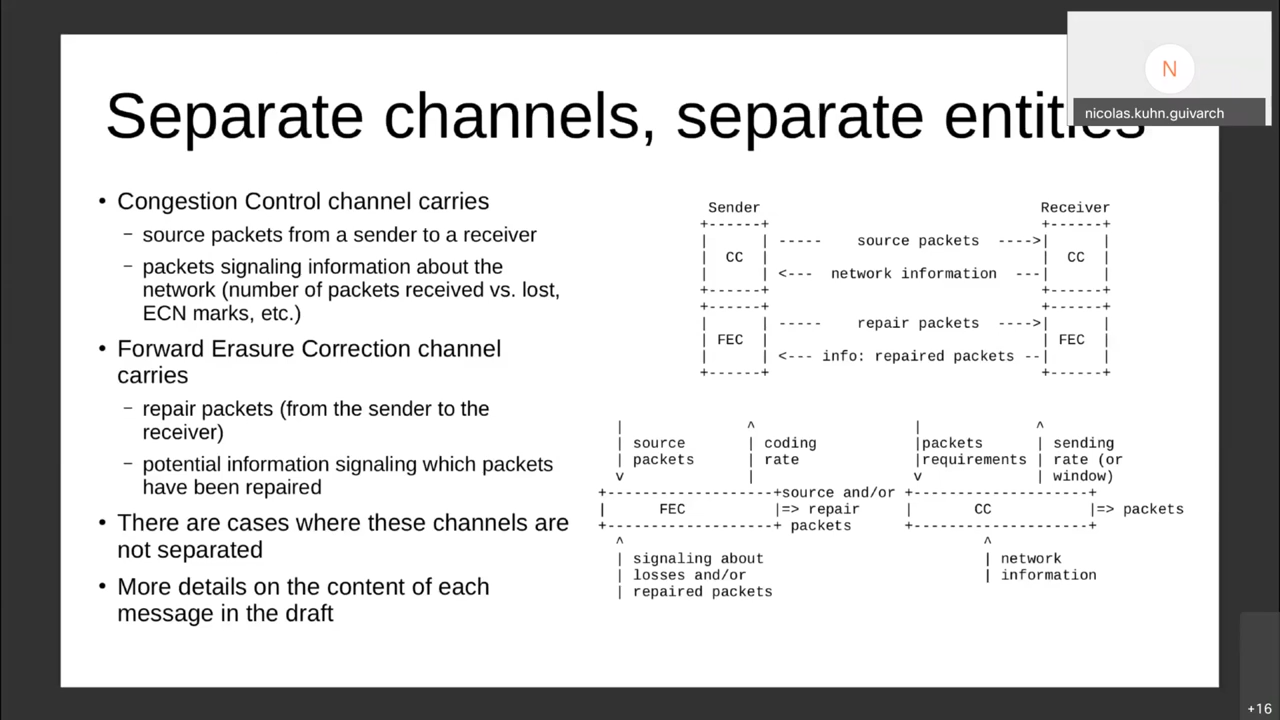 Separate channels, separate entities
N
nicolas.kuhn.guivarch
• Congestion Control channel carries
– source packets from a sender to a receiver
– packets signaling information about the
network (number of packets received vs. lost,
ECN marks, etc.)
• Forward Erasure Correction channel
carries
– repair packets (from the sender to the
receiver)
– potential information signaling which packets
have been repaired
• There are cases where these channels are
not separated
• More details on the content of each
message in the draft
Sender Receiver
+------+ +------+
| | ----- source packets ---->| |
| CC | | CC |
| | <--- network information ---| |
+------+ +------+
+------+ +------+
| | ----- repair packets ---->| |
| FEC | | FEC |
| | <--- info: repaired packets --| |
+------+ +------+
| ^ | ^
| source | coding |packets | sending
| packets | rate |requirements | rate (or
v | v | window)
+-------------------+source and/or +--------------------+
| FEC |=> repair | CC |=> packets
+-------------------+ packets +--------------------+
^ ^
| signaling about | network
| losses and/or | information
| repaired packets
+16